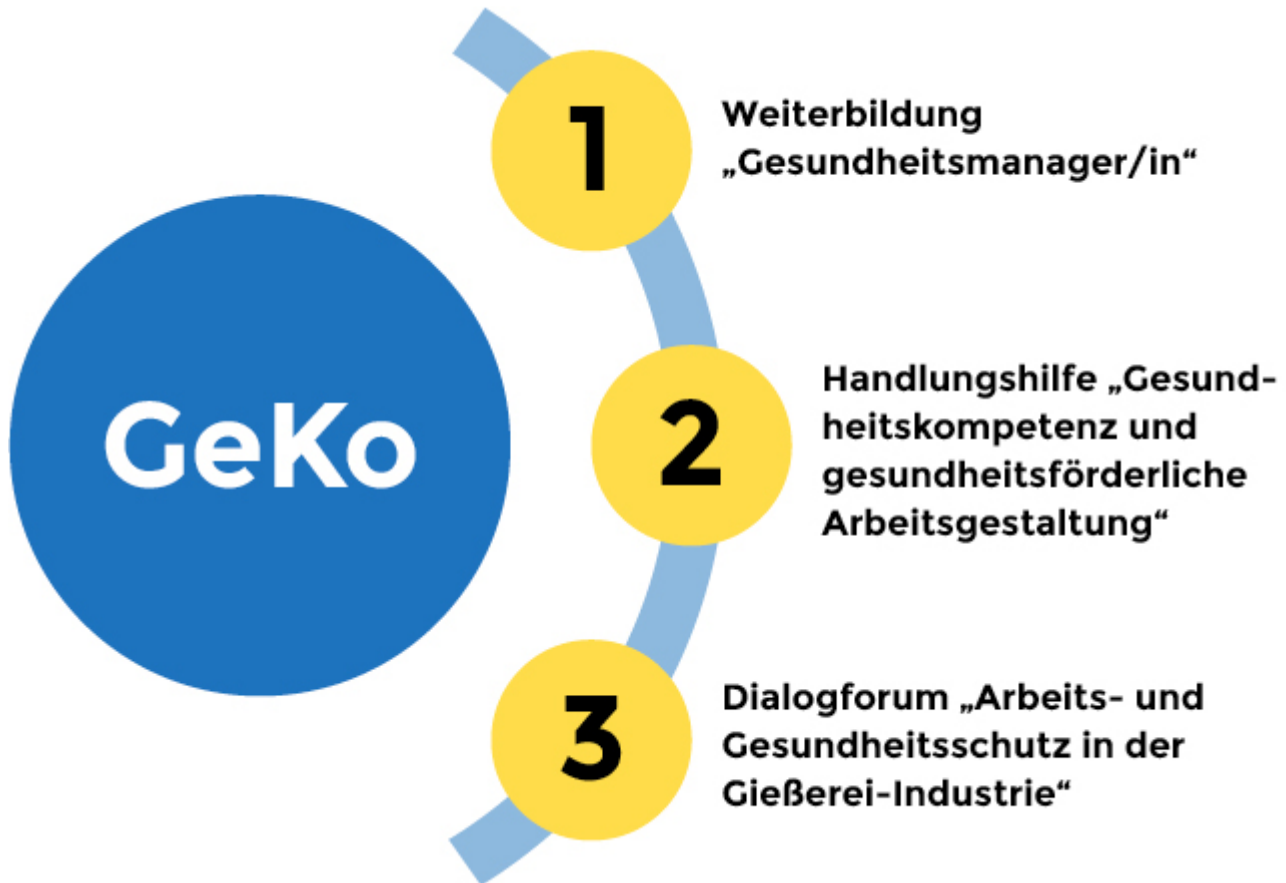 GeKo
1
Weiterbildung
„Gesundheitsmanager/in“
2
Handlungshilfe „Gesund-
heitskompetenz und
gesundheitsförderliche
Arbeitsgestaltung“
3
Dialogforum „Arbeits- und
Gesundheitsschutz in der
Gießerei-Industrie“